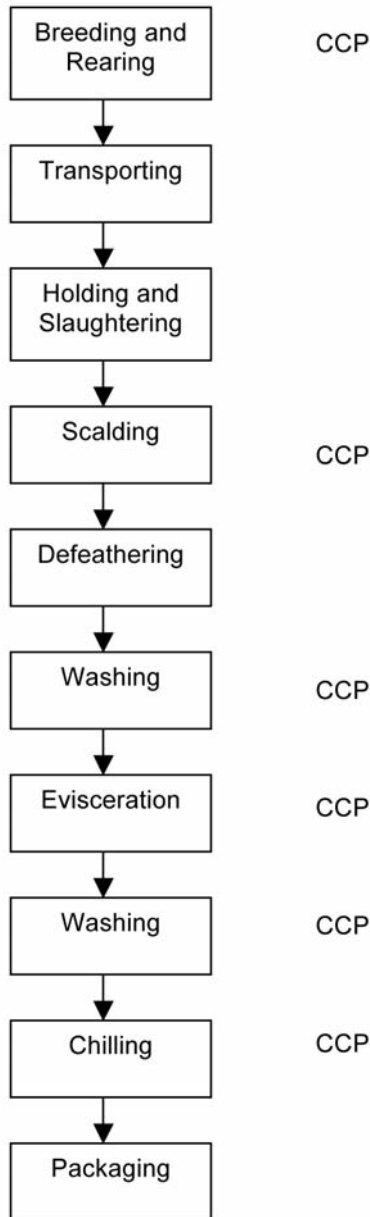 Breeding and
Rearing
CCP
Transporting
Holding and
Slaughtering
Scalding
CCP
Defeathering
Washing
CCP
Evisceration
CCP
Washing
CCP
Chilling
CCP
Packaging